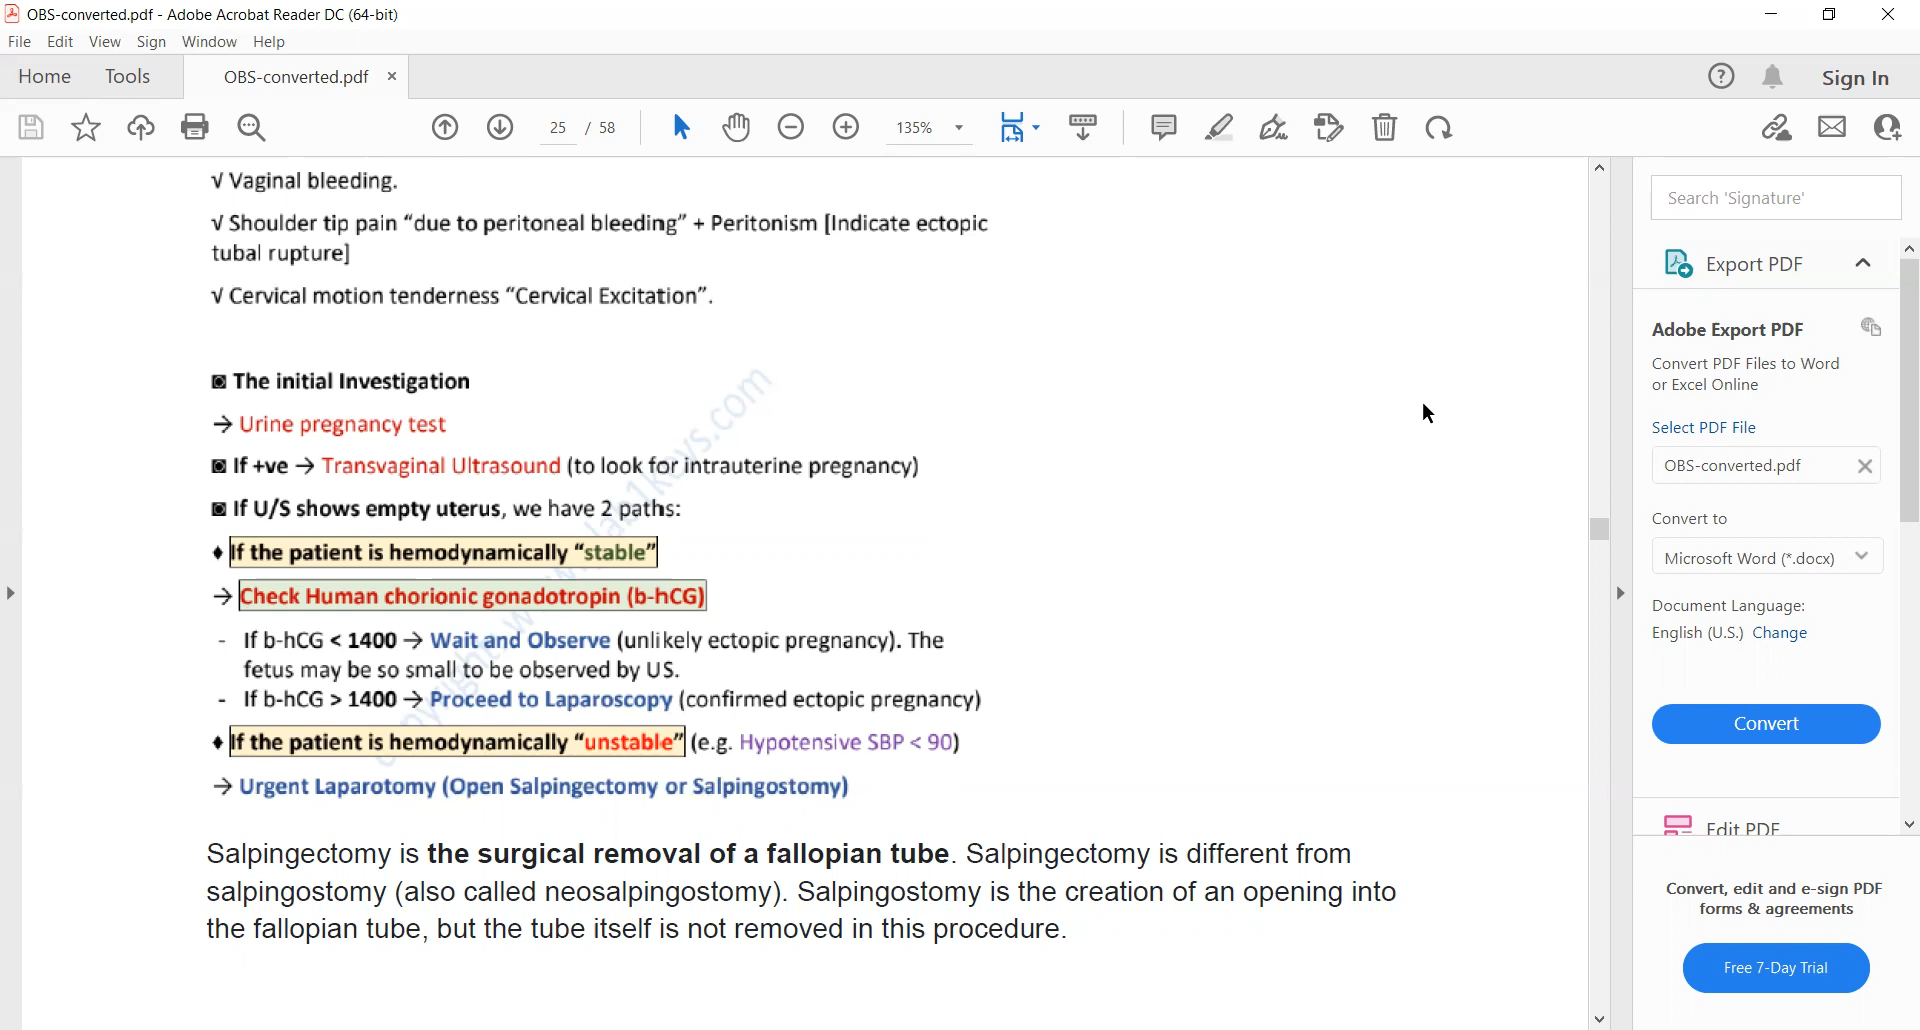 OBS-converted.pdf - Adobe Acrobat Reader DC (64-bit)
File Edit View Sign Window Help
Home Tools OBS-converted.pdf × Sign In
25 / 58 135%
√ Vaginal bleeding.
√ Shoulder tip pain “due to peritoneal bleeding” + Peritonism [Indicate ectopic
tubal rupture]
√ Cervical motion tenderness “Cervical Excitation”.
◙ The initial Investigation
→ Urine pregnancy test
◙ If +ve → Transvaginal Ultrasound (to look for intrauterine pregnancy)
◙ If U/S shows empty uterus, we have 2 paths:
♦ If the patient is hemodynamically “stable”
→ Check Human chorionic gonadotropin (b-hCG)
- If b-hCG < 1400 → Wait and Observe (unlikely ectopic pregnancy). The
fetus may be so small to be observed by US.
- If b-hCG > 1400 → Proceed to Laparoscopy (confirmed ectopic pregnancy)
♦ If the patient is hemodynamically “unstable” (e.g. Hypotensive SBP < 90)
→ Urgent Laparotomy (Open Salpingectomy or Salpingostomy)
Salpingectomy is the surgical removal of a fallopian tube. Salpingectomy is different from
salpingostomy (also called neosalpingostomy). Salpingostomy is the creation of an opening into
the fallopian tube, but the tube itself is not removed in this procedure.
Search 'Signature'
Export PDF
Adobe Export PDF
Convert PDF Files to Word
or Excel Online
Select PDF File
OBS-converted.pdf
Convert to
Microsoft Word (*.docx)
Document Language:
English (U.S.) Change
Convert
Edit PDF
Convert, edit and e-sign PDF
forms & agreements
Free 7-Day Trial